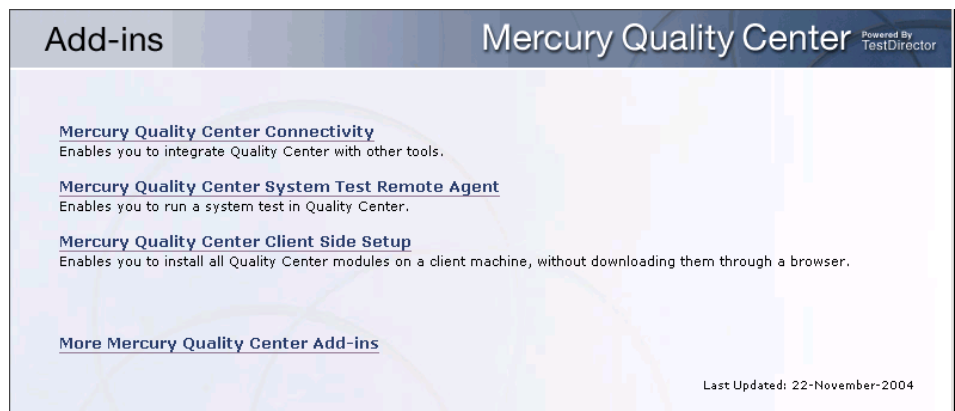 Add-ins
Mercury Quality Center Powered By TestDirector
Mercury Quality Center Connectivity
Enables you to integrate Quality Center with other tools.
Mercury Quality Center System Test Remote Agent
Enables you to run a system test in Quality Center.
Mercury Quality Center Client Side Setup
Enables you to install all Quality Center modules on a client machine, without downloading them through a browser.
More Mercury Quality Center Add-ins
Last Updated: 22-November-2004